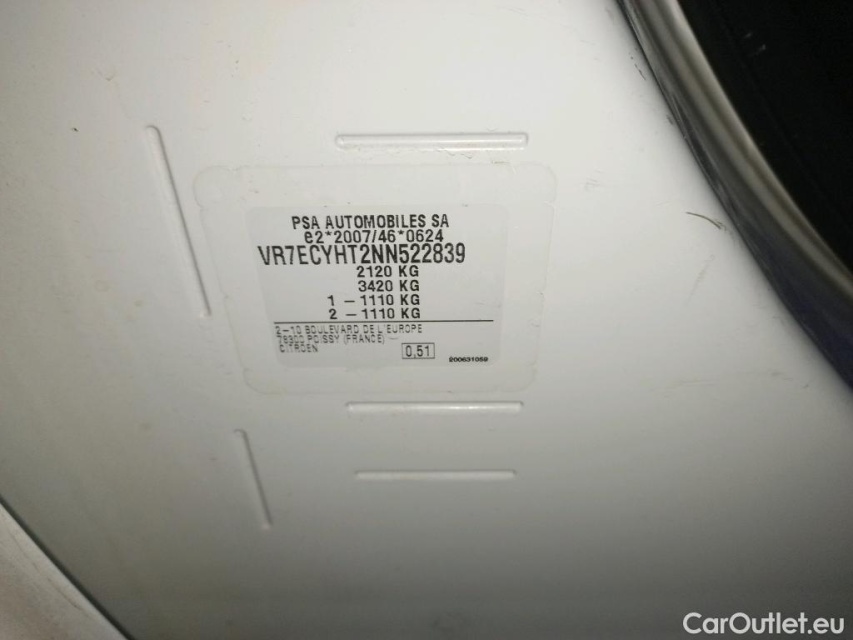 PSA AUTOMOBILES SA
e2*2007/46*0624
VR7ECYHT2NN522839
2120 KG
3420 KG
1 - 1110 KG
2 - 1110 KG
2-10 BOULEVARD DE L'EUROPE
78300 POISSY (FRANCE)
CITROEN
0,51
200631059
CarOutlet.eu